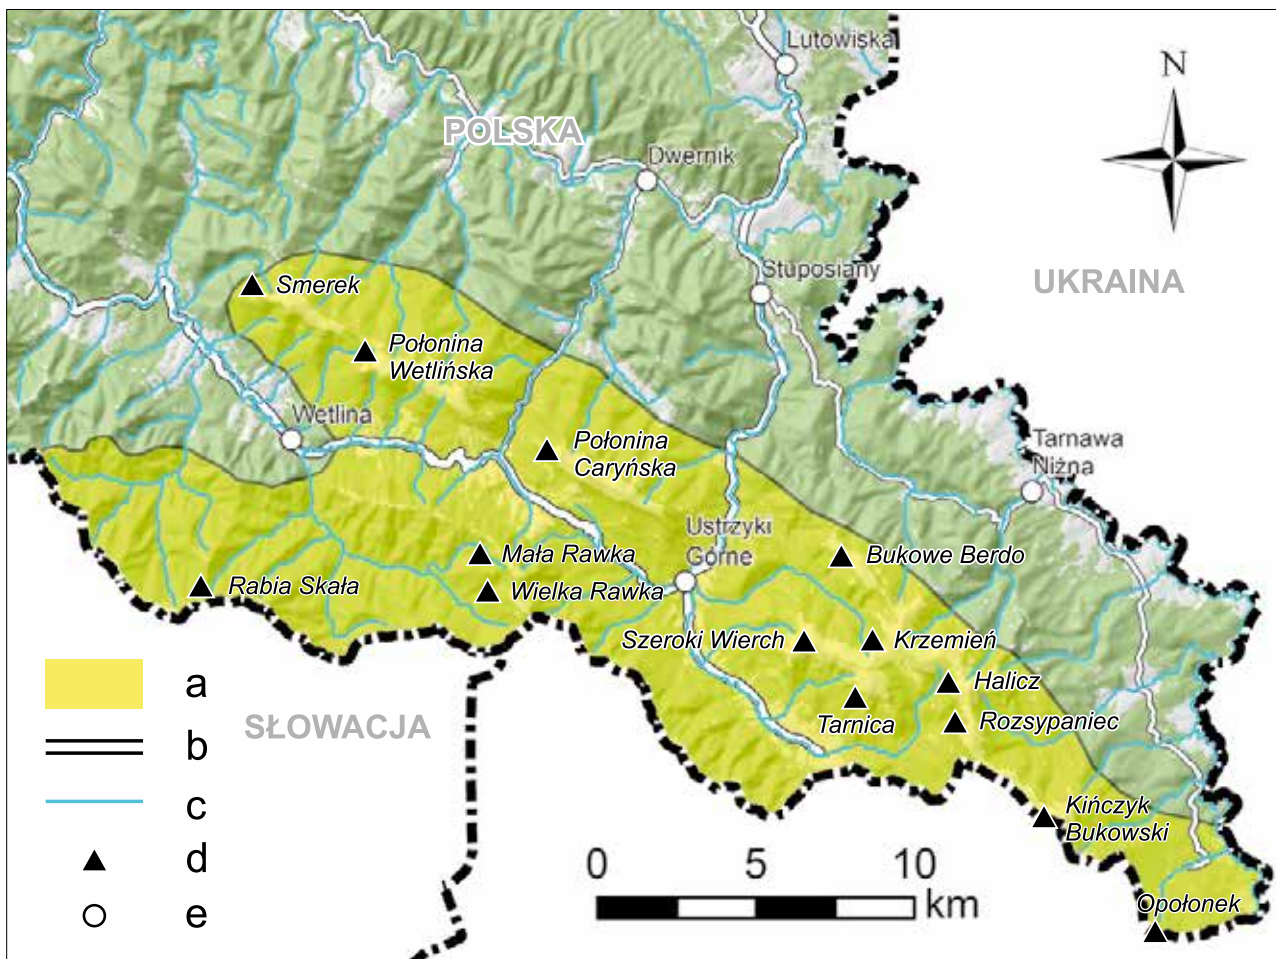 Lutowiska
N
POLSKA
Dwernik
Stuposiany
UKRAINA
Smerek
Połonina
Wetlińska
Wetlina
Połonina
Caryńska
Tarnawa
Niżna
Ustrzyki
Górne
Mała Rawka
Bukowe Berdo
Rabia Skała
Wielka Rawka
Szeroki Wierch
Krzemień
Halicz
Tarnica
Rozsypaniec
a
SŁOWACJA
b
c
Kińczyk
Bukowski
d
0 5 10
km
e
Opołonek